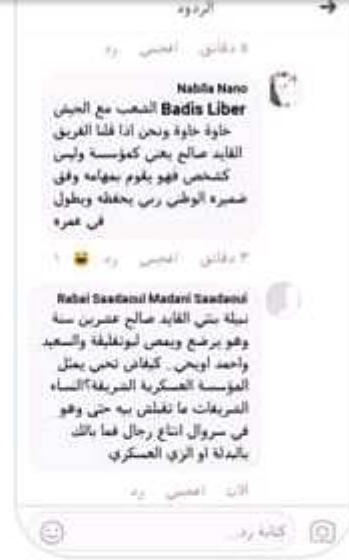 الردود
٥ دقائق أعجبني رد
Nabila Nano
Badis Liber الشعب مع الجيش
خاوة خاوة ونحن اذا قلنا الفريق
القايد صالح يعني كمؤسسة وليس
كشخص فهو يقوم بمهامه وفق
ضميره الوطني ربي يحفظه ويطول
في عمره
٣ دقائق أعجبني رد ١
Rabai Saadaoui Madani Saadaoui
نبيلة بنتي القايد صالح عشرين سنة
وهو يرضع ويمص لبوتفليقة والسعيد
واحمد اويحي . كيفاش تحبي يمثل
المؤسسة العسكرية الشريفة؟النساء
الشريفات ما تقبلش بيه حتى وهو
في سروال انتاع رجال فما بالك
بالبدلة او الزي العسكري
الآن أعجبني رد
كتابة رد...